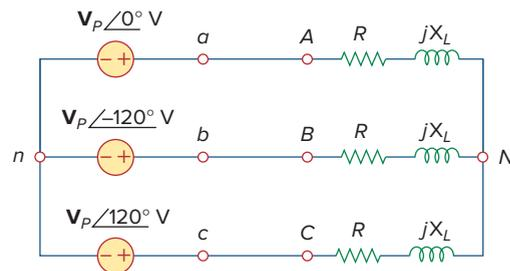 V_P∠0° V
a A R jX_L
− +
V_P∠−120° V
n b B R jX_L N
− +
V_P∠120° V
c C R jX_L
− +